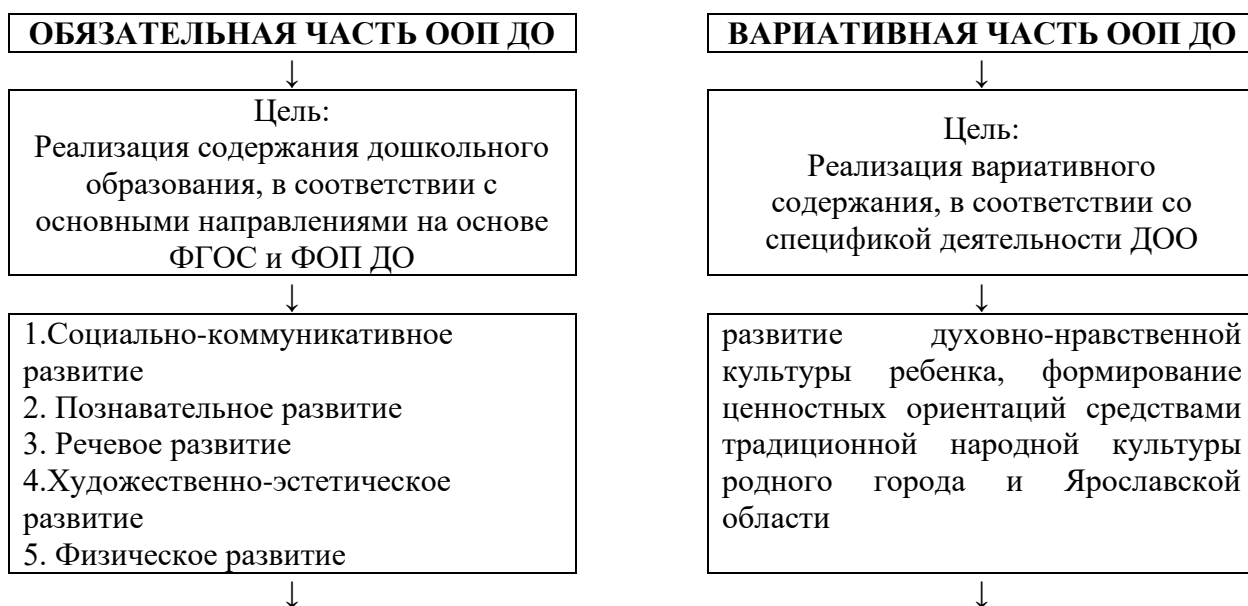 ОБЯЗАТЕЛЬНАЯ ЧАСТЬ ООП ДО
↓
Цель:
Реализация содержания дошкольного
образования, в соответствии с
основными направлениями на основе
ФГОС и ФОП ДО
↓
1.Социально-коммуникативное
развитие
2. Познавательное развитие
3. Речевое развитие
4.Художественно-эстетическое
развитие
5. Физическое развитие
↓
ВАРИАТИВНАЯ ЧАСТЬ ООП ДО
↓
Цель:
Реализация вариативного
содержания, в соответствии со
спецификой деятельности ДОО
↓
развитие духовно-нравственной
культуры ребенка, формирование
ценностных ориентаций средствами
традиционной народной культуры
родного города и Ярославской
области
↓